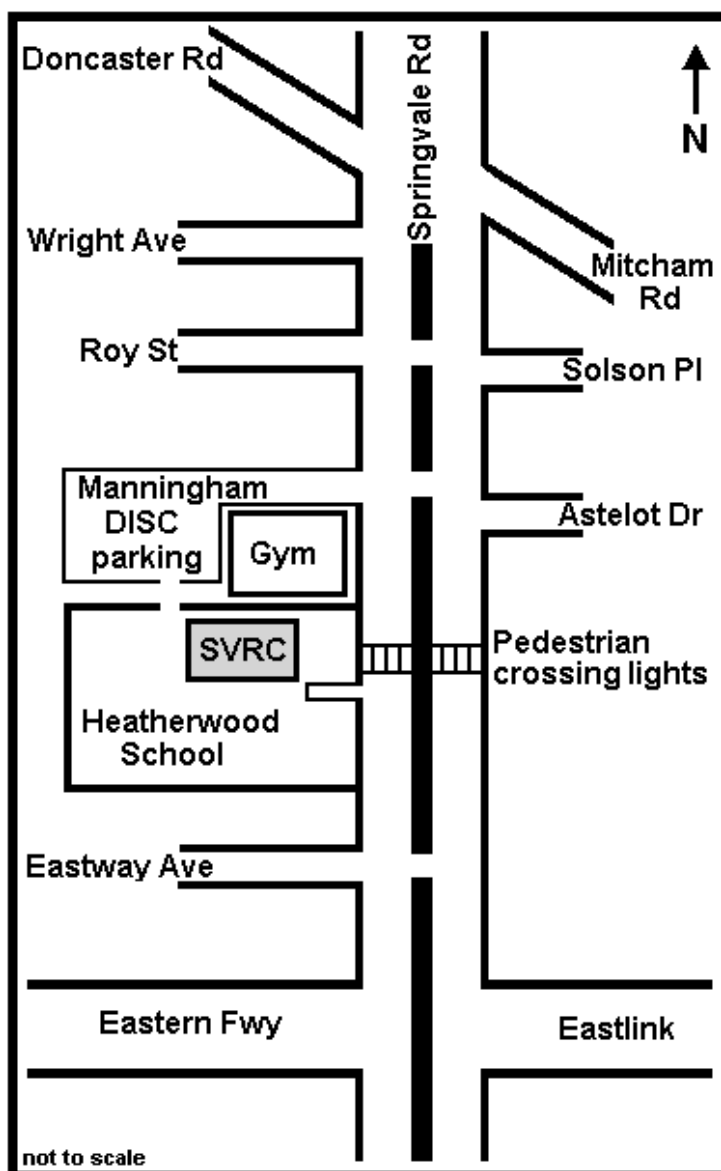 Doncaster Rd
Springvale Rd
N
Wright Ave
Mitcham
Rd
Roy St
Solson Pl
Manningham
DISC
parking
Gym
Astelot Dr
SVRC
Pedestrian
crossing lights
Heatherwood
School
Eastway Ave
Eastern Fwy
Eastlink
not to scale